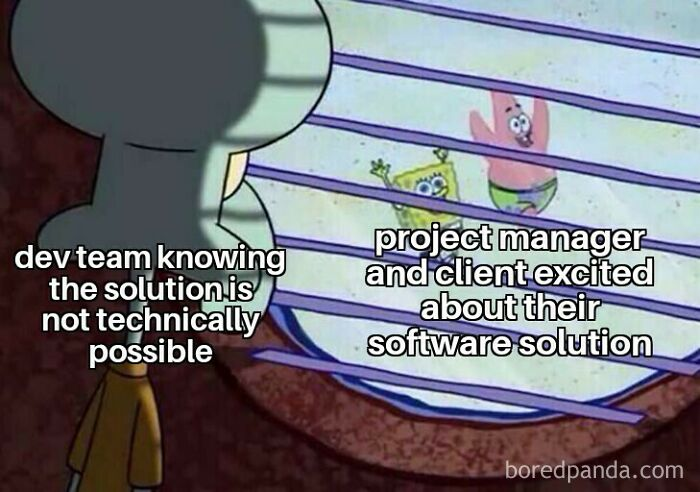 dev team knowing
the solution is
not technically
possible
project manager
and client excited
about their
software solution
boredpanda.com